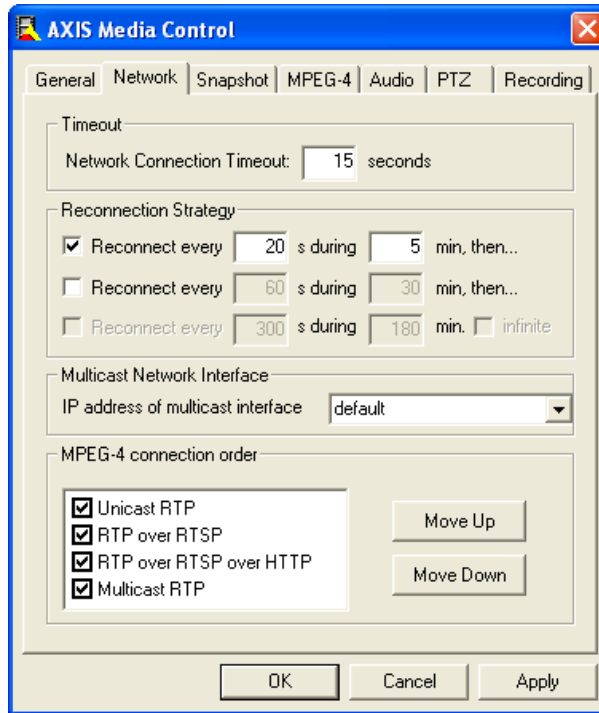 AXIS Media Control
General Network Snapshot MPEG-4 Audio PTZ Recording
Timeout
Network Connection Timeout: 15 seconds
Reconnection Strategy
Reconnect every 20 s during 5 min, then...
Reconnect every 60 s during 30 min, then...
Reconnect every 300 s during 180 min. infinite
Multicast Network Interface
IP address of multicast interface default
MPEG-4 connection order
Unicast RTP
RTP over RTSP
RTP over RTSP over HTTP
Multicast RTP
Move Up
Move Down
OK Cancel Apply